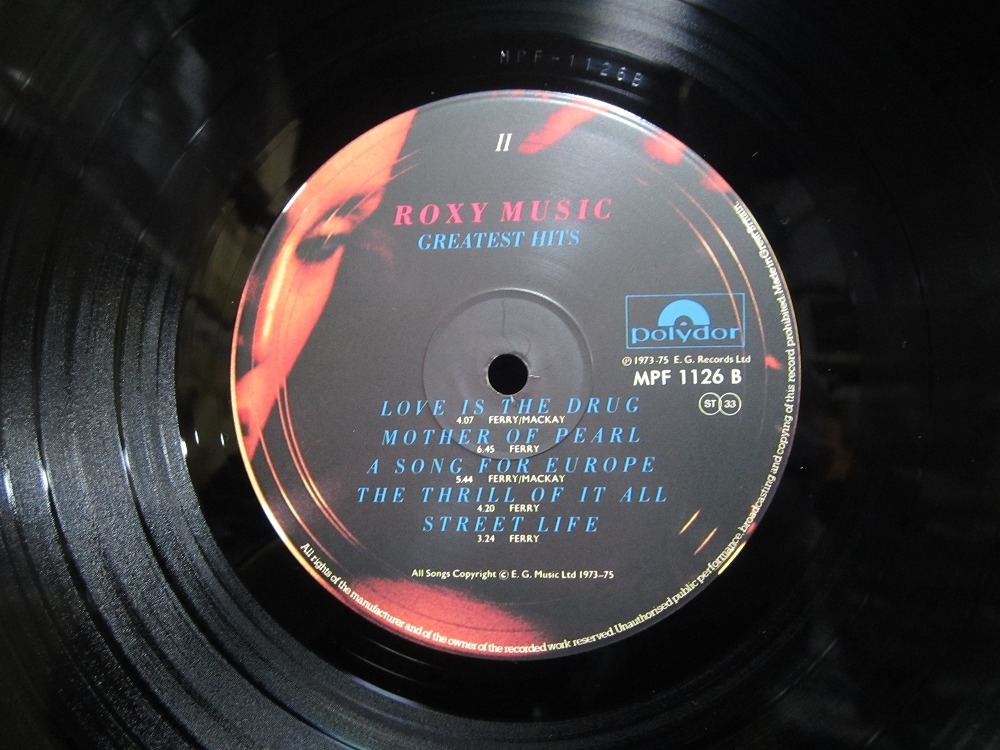 MPF-1126B
II
ROXY MUSIC
GREATEST HITS
polydor
℗ 1973-75 E. G. Records Ltd
MPF 1126 B
ST 33
LOVE IS THE DRUG
4.07 FERRY/MACKAY
MOTHER OF PEARL
6.45 FERRY
A SONG FOR EUROPE
5.44 FERRY/MACKAY
THE THRILL OF IT ALL
4.20 FERRY
STREET LIFE
3.24 FERRY
All Songs Copyright © E. G. Music Ltd 1973–75
All rights of the manufacturer and of the owner of the recorded work reserved. Unauthorised public performance, broadcasting and copying of this record prohibited. Made in Great Britain.